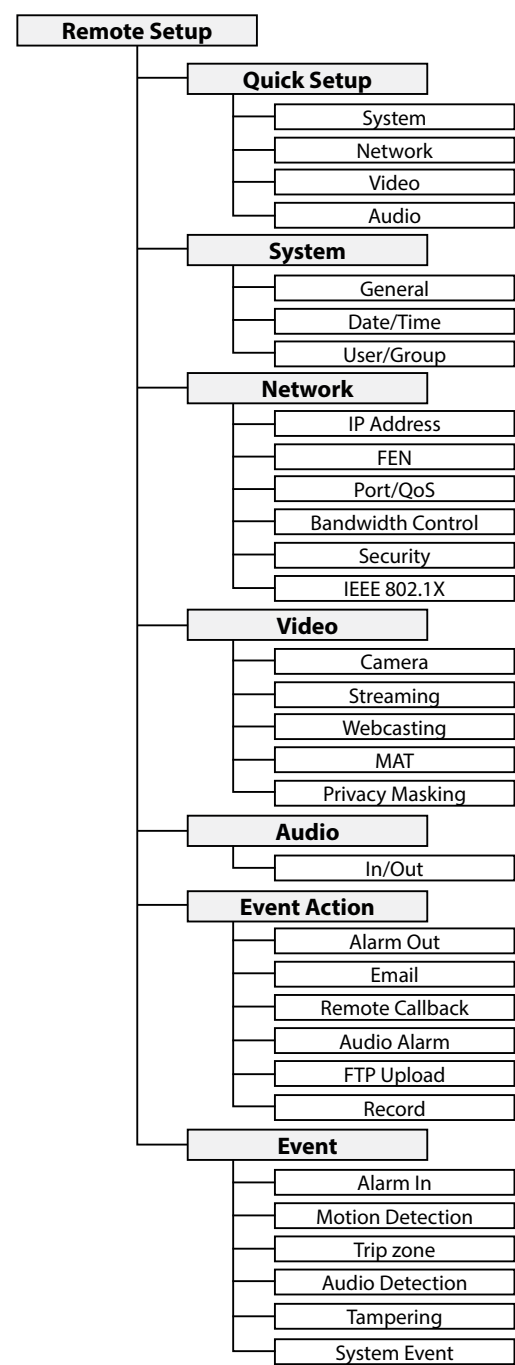 Remote Setup
Quick Setup
System
Network
Video
Audio
System
General
Date/Time
User/Group
Network
IP Address
FEN
Port/QoS
Bandwidth Control
Security
IEEE 802.1X
Video
Camera
Streaming
Webcasting
MAT
Privacy Masking
Audio
In/Out
Event Action
Alarm Out
Email
Remote Callback
Audio Alarm
FTP Upload
Record
Event
Alarm In
Motion Detection
Trip zone
Audio Detection
Tampering
System Event